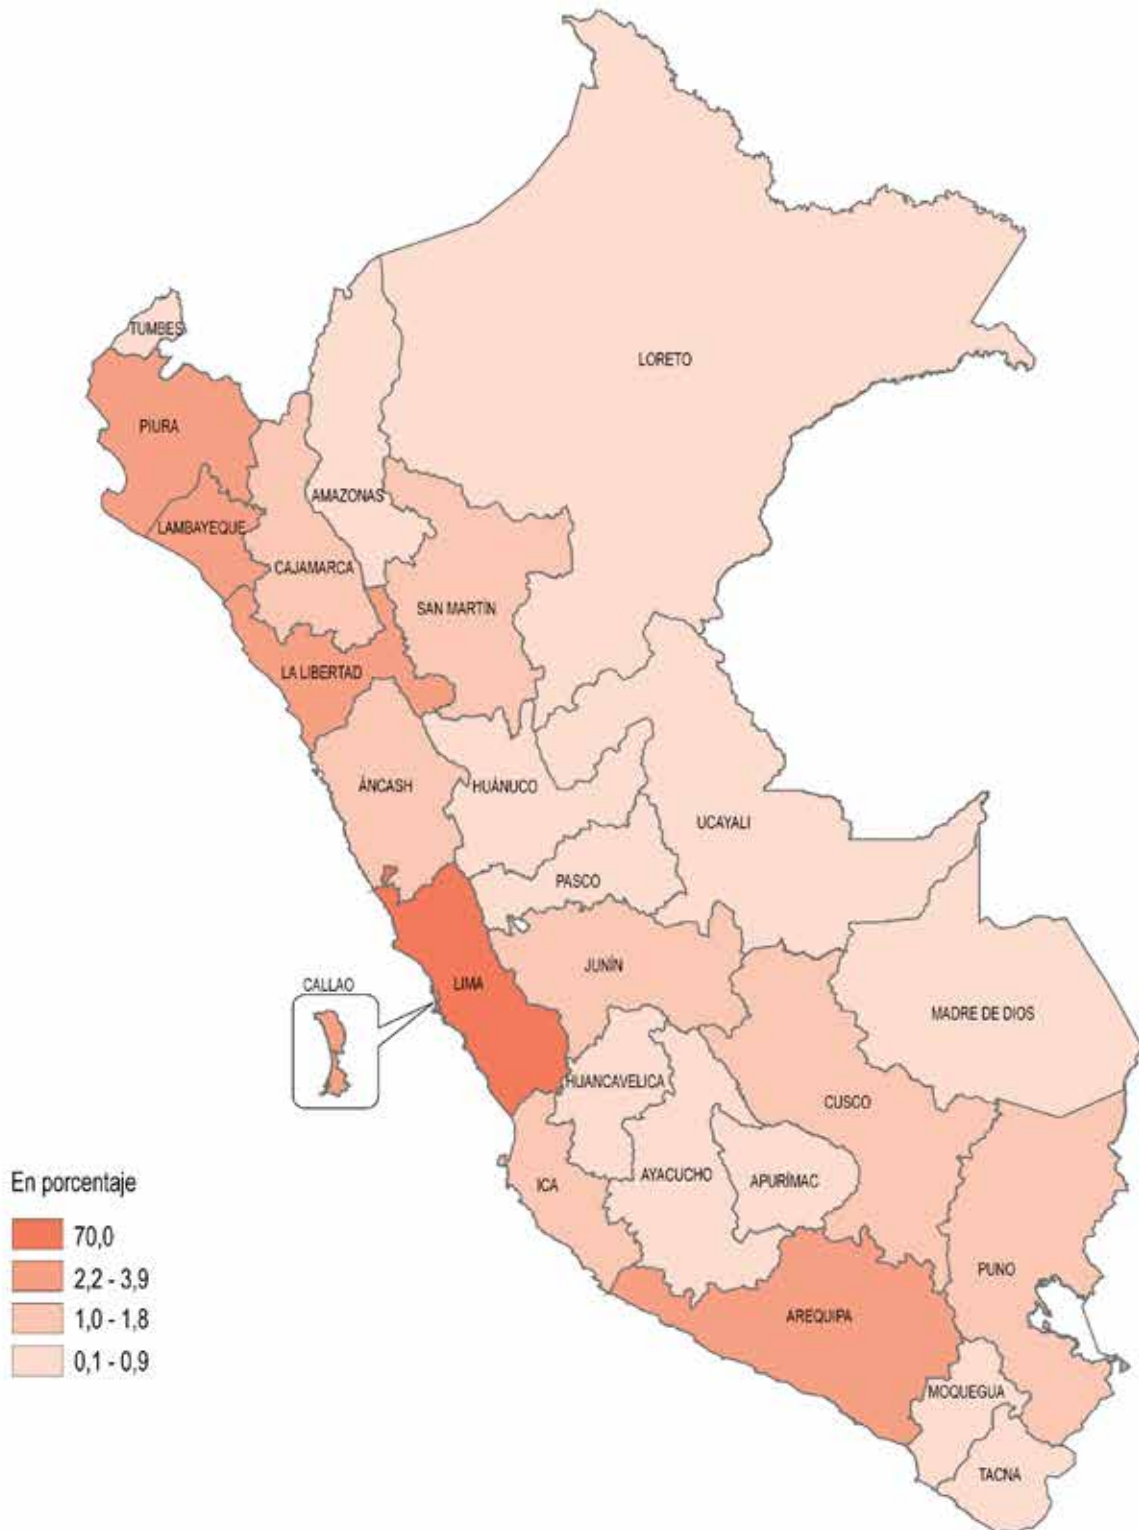 TUMBES
LORETO
PIURA
AMAZONAS
LAMBAYEQUE
CAJAMARCA
SAN MARTÍN
LA LIBERTAD
ÁNCASH
HUÁNUCO
UCAYALI
PASCO
JUNÍN
CALLAO
LIMA
MADRE DE DIOS
HUANCAVELICA
CUSCO
ICA
AYACUCHO
APURÍMAC
PUNO
AREQUIPA
MOQUEGUA
TACNA
En porcentaje
70,0
2,2 - 3,9
1,0 - 1,8
0,1 - 0,9